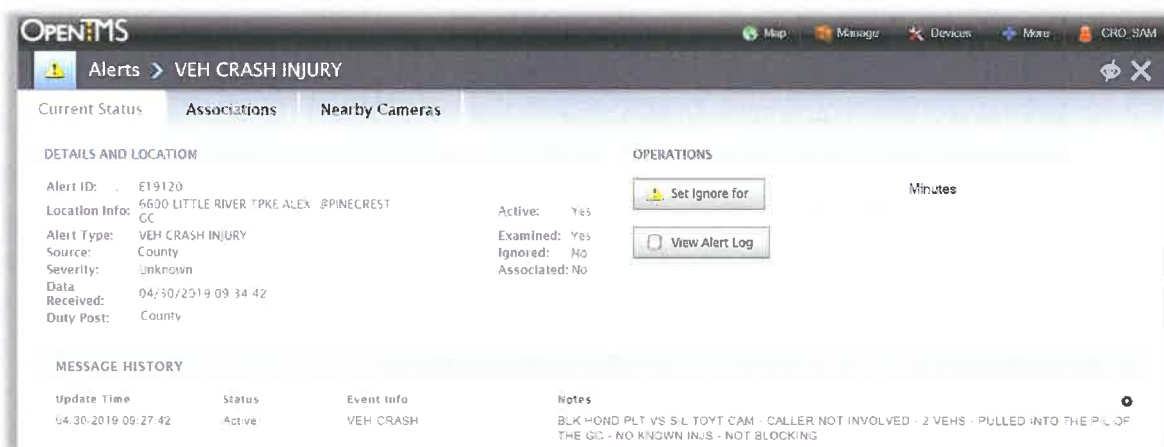 OPENTMS
Map Manage Devices More CRO_SAM
Alerts > VEH CRASH INJURY
Current Status Associations Nearby Cameras
DETAILS AND LOCATION
Alert ID: E19120
Location Info: 6600 LITTLE RIVER TPKE ALEX @PINECREST
GC
Alert Type: VEH CRASH INJURY
Source: County
Severity: Unknown
Data
Received: 04/30/2019 09:34:42
Duty Post: County
Active: Yes
Examined: Yes
Ignored: No
Associated: No
OPERATIONS
Set Ignore for Minutes
View Alert Log
MESSAGE HISTORY
Update Time Status Event Info Notes
04-30-2019 09:27:42 Active VEH CRASH BLK HOND PLT VS SIL TOYT CAM - CALLER NOT INVOLVED - 2 VEHS - PULLED INTO THE P/L OF
THE GC - NO KNOWN INJS - NOT BLOCKING